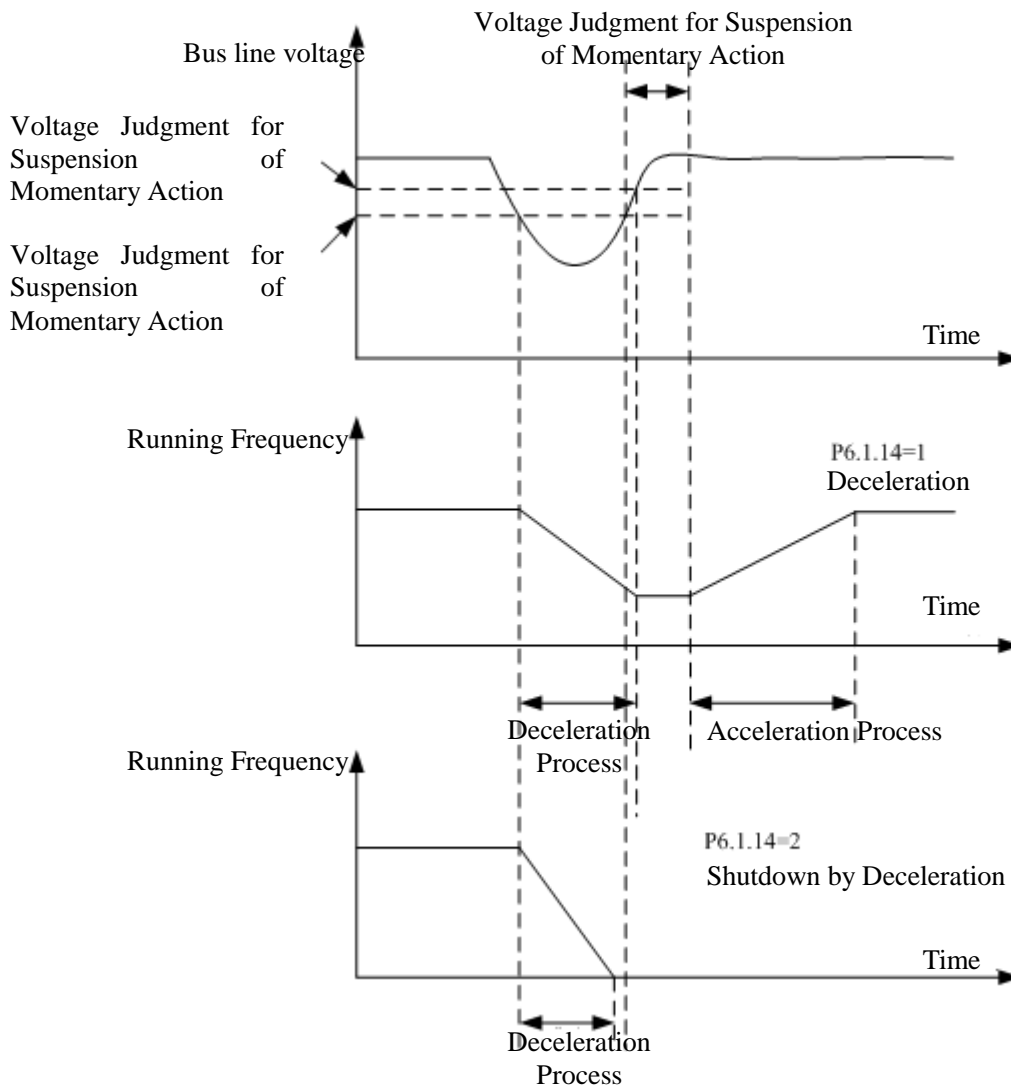 Voltage Judgment for Suspension
of Momentary Action
Bus line voltage
Voltage Judgment for
Suspension of
Momentary Action
Voltage Judgment for
Suspension of
Momentary Action
Time
Running Frequency
P6.1.14=1
Deceleration
Time
Deceleration
Process
Acceleration Process
Running Frequency
P6.1.14=2
Shutdown by Deceleration
Time
Deceleration
Process